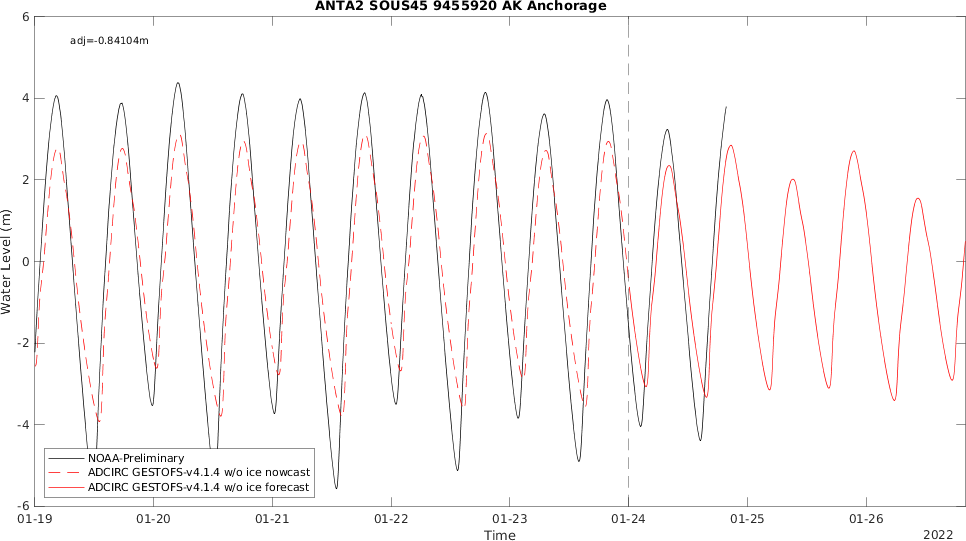 ANTA2 SOUS45 9455920 AK Anchorage
adj=-0.84104m
6
4
2
0
-2
-4
-6
Water Level (m)
NOAA-Preliminary
ADCIRC GESTOFS-v4.1.4 w/o ice nowcast
ADCIRC GESTOFS-v4.1.4 w/o ice forecast
01-19 01-20 01-21 01-22 01-23 01-24 01-25 01-26
Time
2022